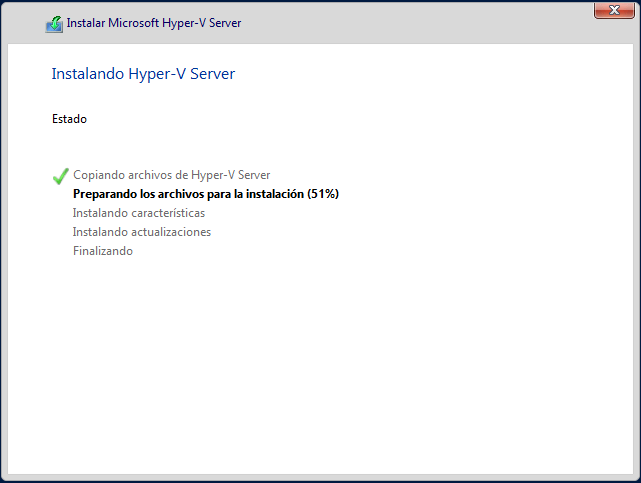 Instalar Microsoft Hyper-V Server
Instalando Hyper-V Server
Estado
Copiando archivos de Hyper-V Server
Preparando los archivos para la instalación (51%)
Instalando características
Instalando actualizaciones
Finalizando